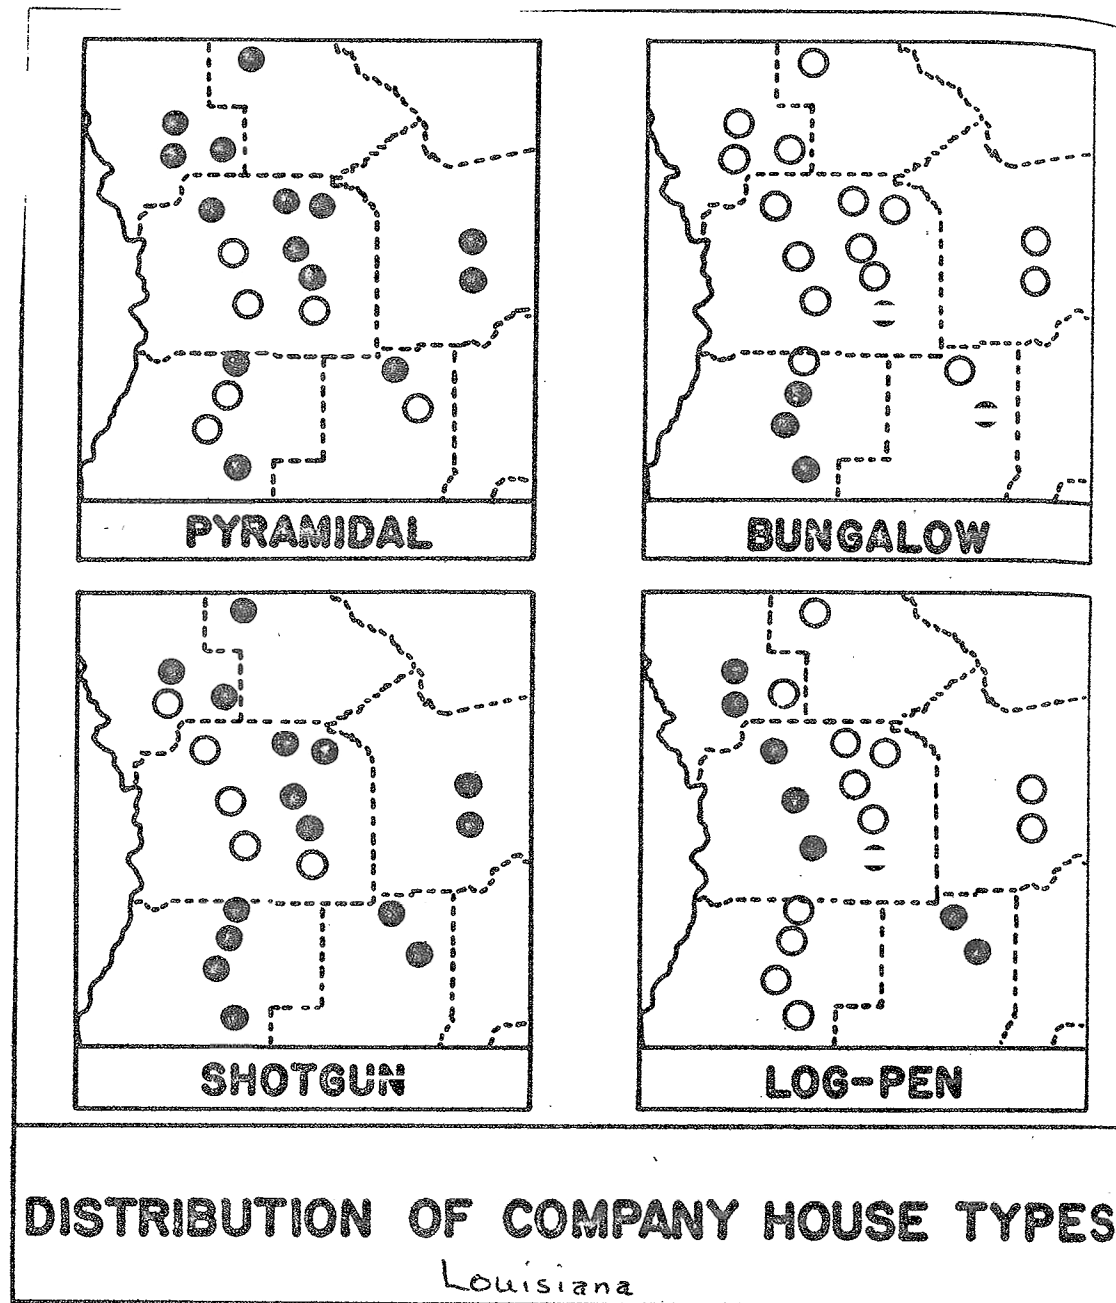 PYRAMIDAL
BUNGALOW
SHOTGUN
LOG-PEN
DISTRIBUTION OF COMPANY HOUSE TYPES
Louisiana